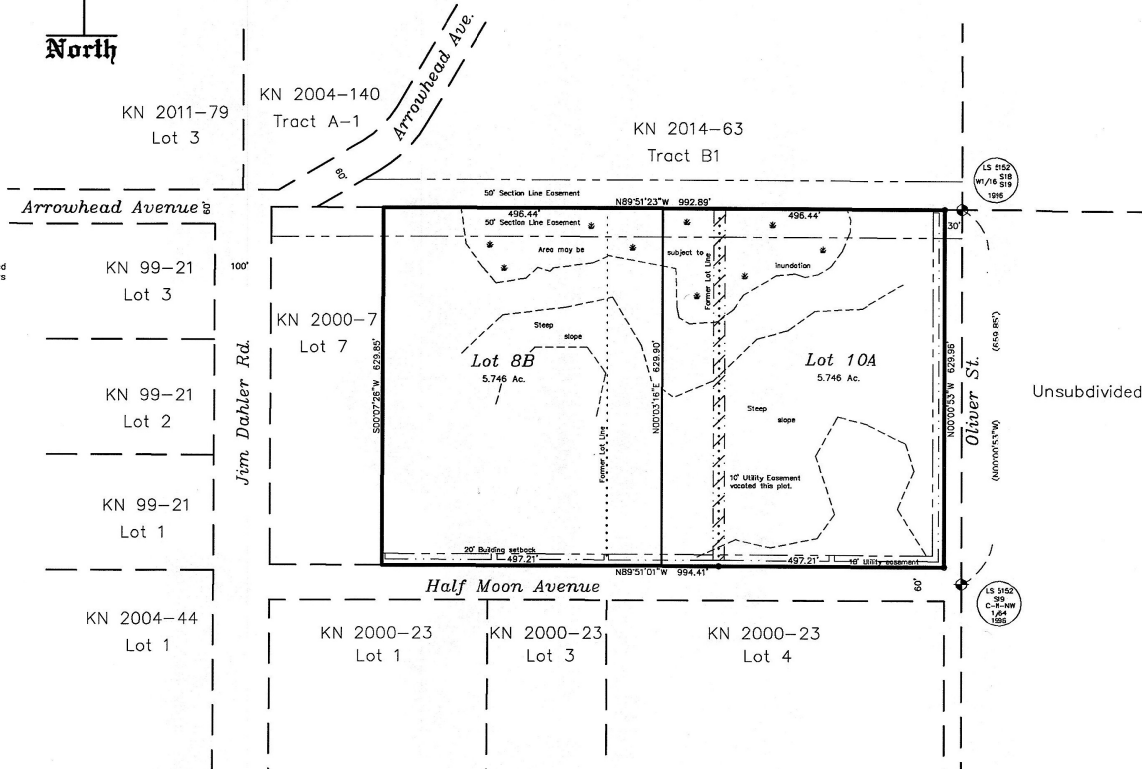 North
KN 2011-79
Lot 3
KN 2004-140
Tract A-1
Arrowhead Ave.
60'
KN 2014-63
Tract B1
LS 5152
W1/16 S18
S19
1916
50' Section Line Easement
N89°51'23"W 992.89'
Arrowhead Avenue
60'
496.44'
50' Section Line Easement
496.44'
30'
Area may be
subject to
inundation
100'
KN 99-21
Lot 3
KN 2000-7
Lot 7
Former Lot Line
Steep
slope
Lot 8B
5.746 Ac.
Lot 10A
5.746 Ac.
S00°07'26"W 629.85'
N00°03'16"E 629.90'
N00°00'53"W 629.96'
(659.85')
(N00°00'53"W)
Oliver St.
Unsubdivided
Jim Dahler Rd.
KN 99-21
Lot 2
Steep
slope
Former Lot Line
10' Utility Easement
vacated this plat.
KN 99-21
Lot 1
20' Building setback
497.21'
497.21'
10' Utility easement
N89°51'01"W 994.41'
Half Moon Avenue
60'
LS 5152
S19
C-N-NW
1/64
1996
KN 2004-44
Lot 1
KN 2000-23
Lot 1
KN 2000-23
Lot 3
KN 2000-23
Lot 4